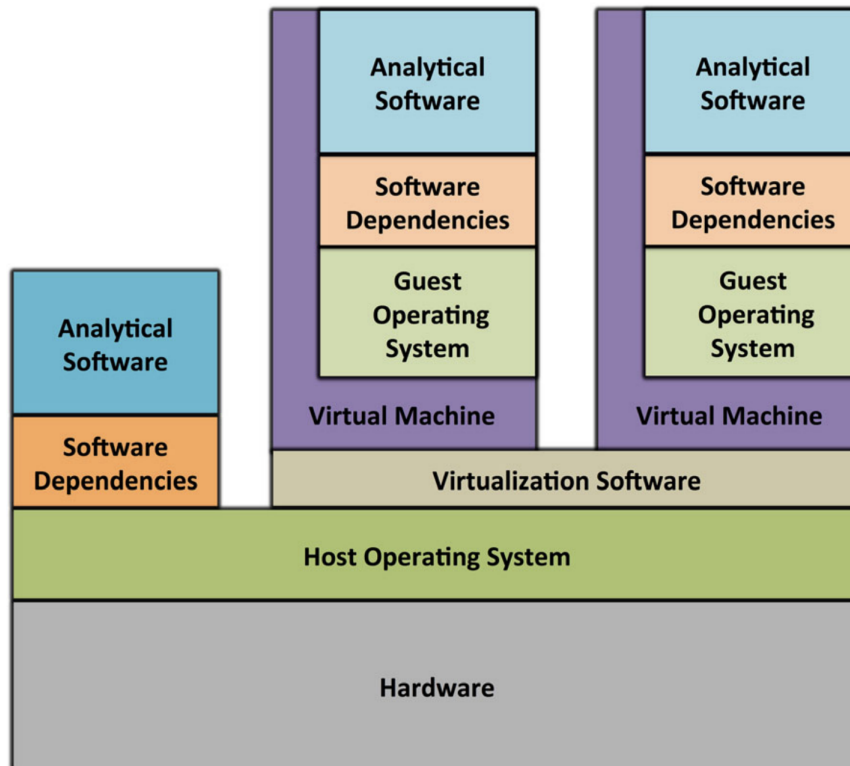 Analytical
Software
Software
Dependencies
Guest
Operating
System
Virtual Machine
Analytical
Software
Software
Dependencies
Guest
Operating
System
Virtual Machine
Analytical
Software
Software
Dependencies
Virtualization Software
Host Operating System
Hardware